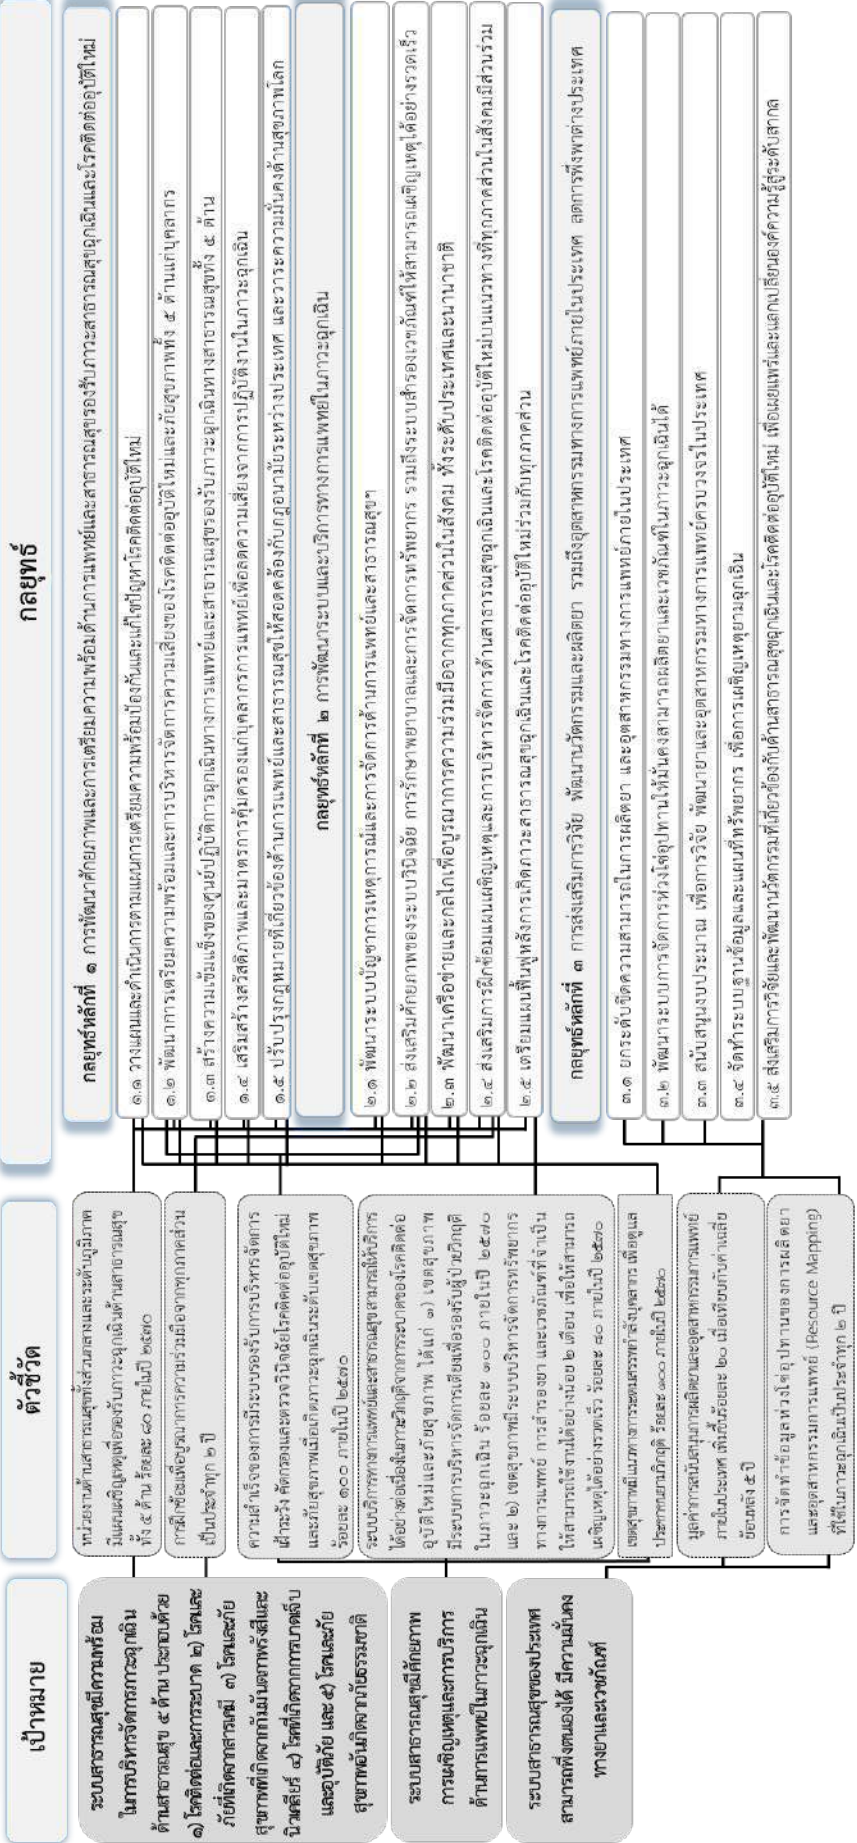 เป้าหมาย
ระบบสาธารณสุขมีความพร้อม
ในการบริหารจัดการภาวะฉุกเฉิน
ด้านสาธารณสุข ๕ ด้าน ประกอบด้วย
๑) โรคติดต่อและการระบาด ๒) โรคและ
ภัยที่เกิดจากสารเคมี ๓) โรคและภัย
สุขภาพที่เกิดจากกัมมันตภาพรังสีและ
นิวเคลียร์ ๔) โรคที่เกิดจากการบาดเจ็บ
และอุบัติภัย และ ๕) โรคและภัย
สุขภาพอันเกิดจากภัยธรรมชาติ
ระบบสาธารณสุขมีศักยภาพ
การเผชิญเหตุและการบริการ
ด้านการแพทย์ในภาวะฉุกเฉิน
ระบบสาธารณสุขของประเทศ
สามารถพึ่งตนเองได้ มีความมั่นคง
ทางยาและเวชภัณฑ์
ตัวชี้วัด
หน่วยงานด้านสาธารณสุขทั้งส่วนกลางและระดับภูมิภาค
มีแผนเผชิญเหตุเพื่อรองรับภาวะฉุกเฉินด้านสาธารณสุข
ทั้ง ๕ ด้าน ร้อยละ ๘๐ ภายในปี ๒๕๗๐
การฝึกซ้อมเพื่อบูรณาการความร่วมมือจากทุกภาคส่วน
เป็นประจำทุก ๒ ปี
ความสำเร็จของการมีระบบรองรับการบริหารจัดการ
เฝ้าระวัง คัดกรองและตรวจวินิจฉัยโรคติดต่ออุบัติใหม่
และภัยสุขภาพเมื่อเกิดภาวะฉุกเฉินระดับเขตสุขภาพ
ร้อยละ ๑๐๐ ภายในปี ๒๕๗๐
ระบบบริการทางการแพทย์และสาธารณสุขสามารถให้บริการ
ได้อย่างต่อเนื่องในภาวะวิกฤติจากการระบาดของโรคติดต่อ
อุบัติใหม่และภัยสุขภาพ ได้แก่ ๑) เขตสุขภาพ
มีระบบการบริหารจัดการเตียงเพื่อรองรับผู้ป่วยวิกฤติ
ในภาวะฉุกเฉิน ร้อยละ ๑๐๐ ภายในปี ๒๕๗๐
และ ๒) เขตสุขภาพมีระบบบริหารจัดการทรัพยากร
ทางการแพทย์ การสำรองยา และเวชภัณฑ์ที่จำเป็น
ให้สามารถใช้งานได้อย่างน้อย ๒ เดือน เพื่อให้สามารถ
เผชิญเหตุได้อย่างรวดเร็ว ร้อยละ ๘๐ ภายในปี ๒๕๗๐
เขตสุขภาพมีแนวทางการระดมสรรพกำลังบุคลากร เพื่อดูแล
ประชาชนยามวิกฤติ ร้อยละ ๑๐๐ ภายในปี ๒๕๗๐
มูลค่าการสนับสนุนการผลิตยาและอุตสาหกรรมการแพทย์
ภายในประเทศ เพิ่มขึ้นร้อยละ ๒๐ เมื่อเทียบกับค่าเฉลี่ย
ย้อนหลัง ๕ ปี
การจัดทำข้อมูลห่วงโซ่อุปทานของการผลิตยา
และอุตสาหกรรมการแพทย์ (Resource Mapping)
ที่ใช้ในภาวะฉุกเฉินเป็นประจำทุก ๒ ปี
กลยุทธ์
กลยุทธ์หลักที่ ๑ การพัฒนาศักยภาพและการเตรียมความพร้อมด้านการแพทย์และสาธารณสุขรองรับภาวะสาธารณสุขฉุกเฉินและโรคติดต่ออุบัติใหม่
๑.๑ วางแผนและดำเนินการตามแผนการเตรียมความพร้อมป้องกันและแก้ไขปัญหาโรคติดต่ออุบัติใหม่
๑.๒ พัฒนาการเตรียมความพร้อมและการบริหารจัดการความเสี่ยงของโรคติดต่ออุบัติใหม่และภัยสุขภาพทั้ง ๕ ด้านแก่บุคลากร
๑.๓ สร้างความเข้มแข็งของศูนย์ปฏิบัติการฉุกเฉินทางการแพทย์และสาธารณสุขรองรับภาวะฉุกเฉินทางสาธารณสุขทั้ง ๕ ด้าน
๑.๔ เสริมสร้างสวัสดิภาพและมาตรการคุ้มครองแก่บุคลากรการแพทย์เพื่อลดความเสี่ยงจากการปฏิบัติงานในภาวะฉุกเฉิน
๑.๕ ปรับปรุงกฎหมายที่เกี่ยวข้องด้านการแพทย์และสาธารณสุขให้สอดคล้องกับกฎอนามัยระหว่างประเทศ และวาระความมั่นคงด้านสุขภาพโลก
กลยุทธ์หลักที่ ๒ การพัฒนาระบบและบริการทางการแพทย์ในภาวะฉุกเฉิน
๒.๑ พัฒนาระบบบัญชาการเหตุการณ์และการจัดการด้านการแพทย์และสาธารณสุขฯ
๒.๒ ส่งเสริมศักยภาพของระบบวินิจฉัย การรักษาพยาบาลและการจัดการทรัพยากร รวมถึงระบบสำรองเวชภัณฑ์ให้สามารถเผชิญเหตุได้อย่างรวดเร็ว
๒.๓ พัฒนาเครือข่ายและกลไกเพื่อบูรณาการความร่วมมือจากทุกภาคส่วนในสังคม ทั้งระดับประเทศและนานาชาติ
๒.๔ ส่งเสริมการฝึกซ้อมแผนเผชิญเหตุและการบริหารจัดการด้านสาธารณสุขฉุกเฉินและโรคติดต่ออุบัติใหม่บนแนวทางที่ทุกภาคส่วนในสังคมมีส่วนร่วม
๒.๕ เตรียมแผนฟื้นฟูหลังการเกิดภาวะสาธารณสุขฉุกเฉินและโรคติดต่ออุบัติใหม่ร่วมกับทุกภาคส่วน
กลยุทธ์หลักที่ ๓ การส่งเสริมการวิจัย พัฒนานวัตกรรมและผลิตยา รวมถึงอุตสาหกรรมทางการแพทย์ภายในประเทศ ลดการพึ่งพาต่างประเทศ
๓.๑ ยกระดับขีดความสามารถในการผลิตยา และอุตสาหกรรมทางการแพทย์ภายในประเทศ
๓.๒ พัฒนาระบบการจัดการห่วงโซ่อุปทานให้มั่นคงสามารถผลิตยาและเวชภัณฑ์ในภาวะฉุกเฉินได้
๓.๓ สนับสนุนงบประมาณ เพื่อการวิจัย พัฒนายาและอุตสาหกรรมทางการแพทย์ครบวงจรในประเทศ
๓.๔ จัดทำระบบฐานข้อมูลและแผนที่ทรัพยากร เพื่อการเผชิญเหตุยามฉุกเฉิน
๓.๕ ส่งเสริมการวิจัยและพัฒนานวัตกรรมที่เกี่ยวข้องกับด้านสาธารณสุขฉุกเฉินและโรคติดต่ออุบัติใหม่ เพื่อเผยแพร่และแลกเปลี่ยนองค์ความรู้สู่ระดับสากล